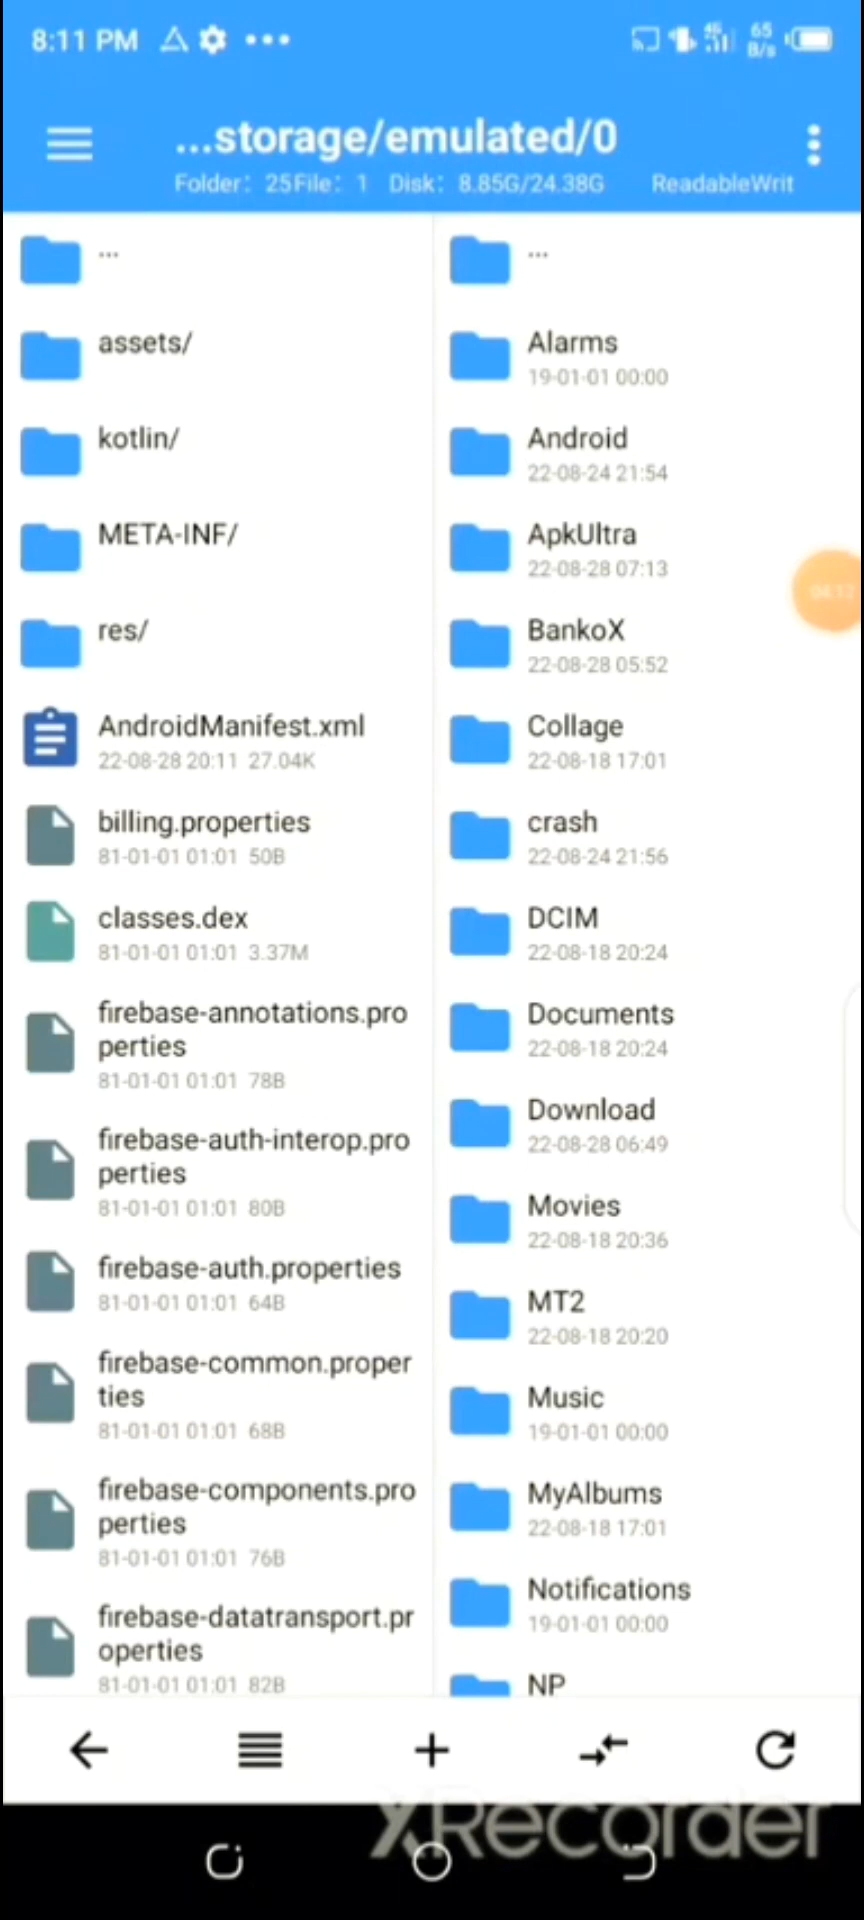 8:11 PM
...storage/emulated/0
Folder: 25File: 1 Disk: 8.85G/24.38G ReadableWrit
...
assets/
kotlin/
META-INF/
res/
AndroidManifest.xml
22-08-28 20:11 27.04K
billing.properties
81-01-01 01:01 50B
classes.dex
81-01-01 01:01 3.37M
firebase-annotations.pro
perties
81-01-01 01:01 78B
firebase-auth-interop.pro
perties
81-01-01 01:01 80B
firebase-auth.properties
81-01-01 01:01 64B
firebase-common.proper
ties
81-01-01 01:01 68B
firebase-components.pro
perties
81-01-01 01:01 76B
firebase-datatransport.pr
operties
81-01-01 01:01 82B
...
Alarms
19-01-01 00:00
Android
22-08-24 21:54
ApkUltra
22-08-28 07:13
BankoX
22-08-28 05:52
Collage
22-08-18 17:01
crash
22-08-24 21:56
DCIM
22-08-18 20:24
Documents
22-08-18 20:24
Download
22-08-28 06:49
Movies
22-08-18 20:36
MT2
22-08-18 20:20
Music
19-01-01 00:00
MyAlbums
22-08-18 17:01
Notifications
19-01-01 00:00
NP
XRecorder